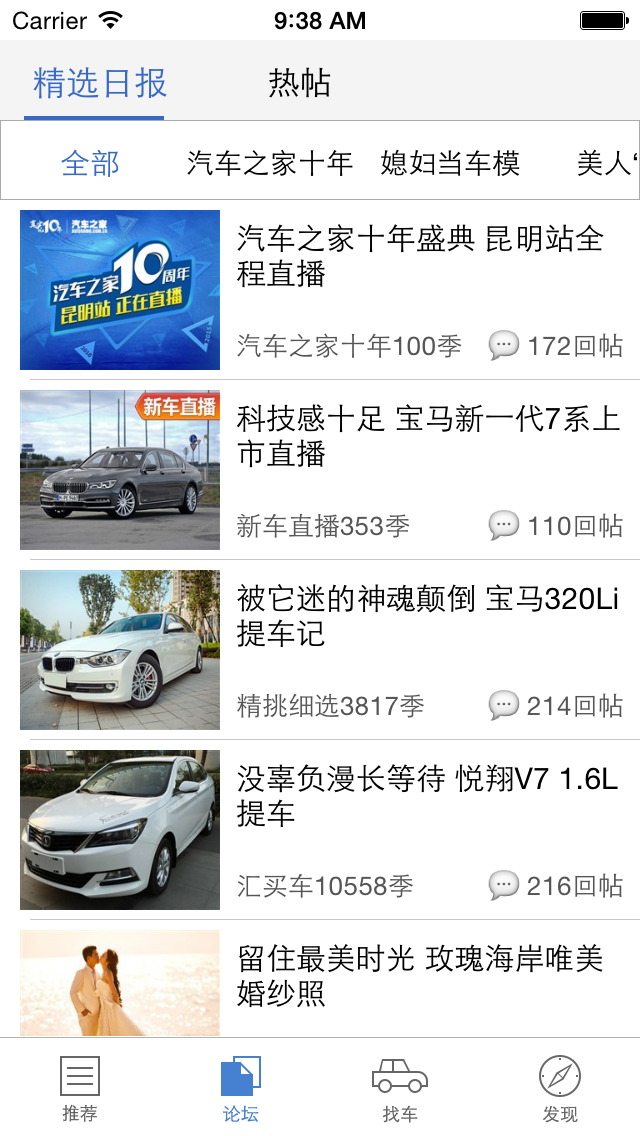 Carrier 9:38 AM
精选日报 热帖
全部 汽车之家十年 媳妇当车模 美人“
10年 汽车之家
汽车之家10周年
昆明站 正在直播
2015
汽车之家十年盛典 昆明站全
程直播
汽车之家十年100季 172回帖
新车直播
科技感十足 宝马新一代7系上
市直播
新车直播353季 110回帖
被它迷的神魂颠倒 宝马320Li
提车记
精挑细选3817季 214回帖
没辜负漫长等待 悦翔V7 1.6L
提车
汇买车10558季 216回帖
留住最美时光 玫瑰海岸唯美
婚纱照
推荐 论坛 找车 发现